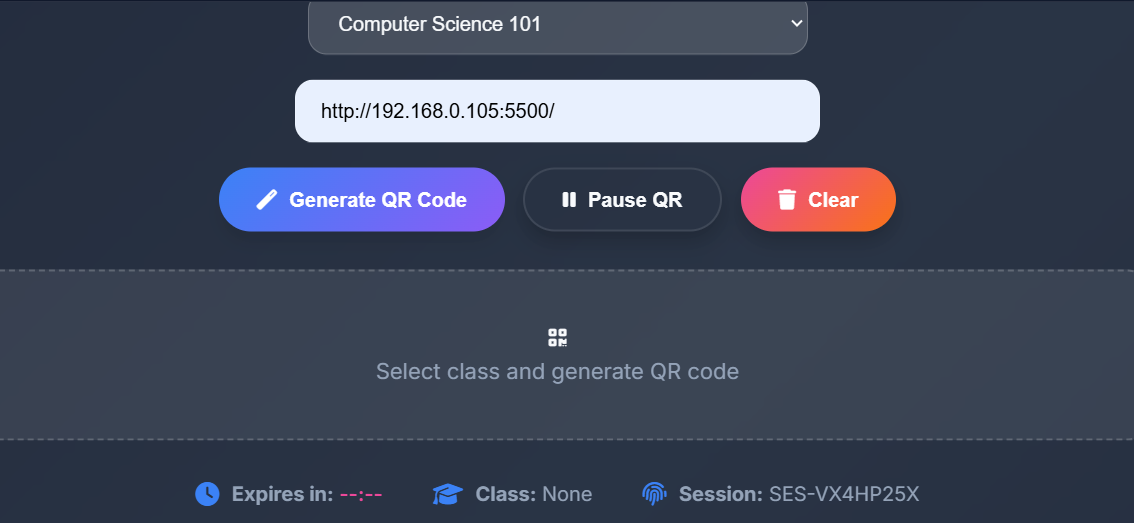 Computer Science 101
http://192.168.0.105:5500/
Generate QR Code
Pause QR
Clear
Select class and generate QR code
Expires in: --:--
Class: None
Session: SES-VX4HP25X